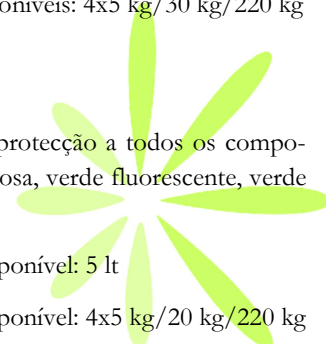 poníveis: 4x5 kg/30 kg/220 kg
protecção a todos os compo-
osa, verde fluorescente, verde
ponível: 5 lt
ponível: 4x5 kg/20 kg/220 kg